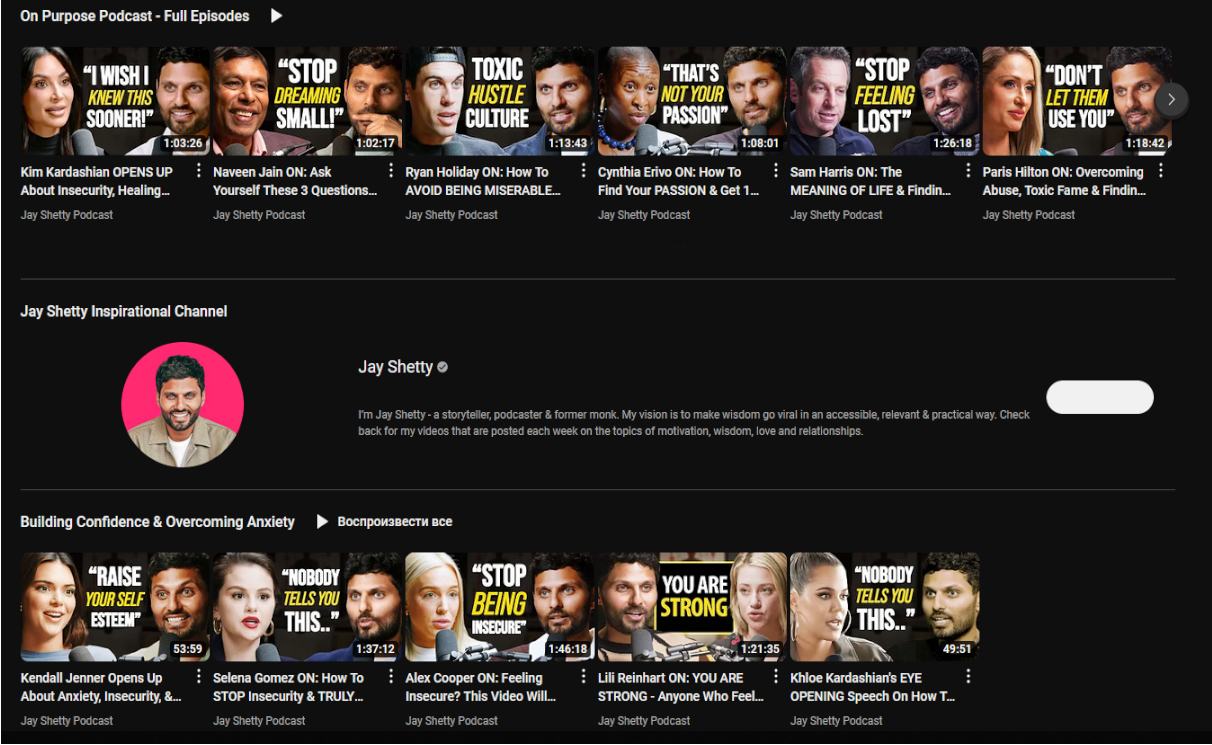 On Purpose Podcast - Full Episodes
“I WISH I
KNEW THIS
SOONER!”
1:03:26
Kim Kardashian OPENS UP
About Insecurity, Healing...
Jay Shetty Podcast
“STOP
DREAMING
SMALL!”
1:02:17
Naveen Jain ON: Ask
Yourself These 3 Questions...
Jay Shetty Podcast
TOXIC
HUSTLE
CULTURE
1:13:43
Ryan Holiday ON: How To
AVOID BEING MISERABLE...
Jay Shetty Podcast
“THAT'S
NOT YOUR
PASSION”
1:08:01
Cynthia Erivo ON: How To
Find Your PASSION & Get 1...
Jay Shetty Podcast
“STOP
FEELING
LOST”
1:26:18
Sam Harris ON: The
MEANING OF LIFE & Findin...
Jay Shetty Podcast
“DON'T
LET THEM
USE YOU”
1:18:42
Paris Hilton ON: Overcoming
Abuse, Toxic Fame & Findin...
Jay Shetty Podcast
Jay Shetty Inspirational Channel
Jay Shetty
I'm Jay Shetty - a storyteller, podcaster & former monk. My vision is to make wisdom go viral in an accessible, relevant & practical way. Check
back for my videos that are posted each week on the topics of motivation, wisdom, love and relationships.
Building Confidence & Overcoming Anxiety
Воспроизвести все
“RAISE
YOUR SELF
ESTEEM”
53:59
Kendall Jenner Opens Up
About Anxiety, Insecurity, &...
Jay Shetty Podcast
“NOBODY
TELLS YOU
THIS..”
1:37:12
Selena Gomez ON: How To
STOP Insecurity & TRULY...
Jay Shetty Podcast
“STOP
BEING
INSECURE”
1:46:18
Alex Cooper ON: Feeling
Insecure? This Video Will...
Jay Shetty Podcast
YOU ARE
STRONG
1:21:35
Lili Reinhart ON: YOU ARE
STRONG - Anyone Who Feel...
Jay Shetty Podcast
“NOBODY
TELLS YOU
THIS..”
49:51
Khloe Kardashian's EYE
OPENING Speech On How T...
Jay Shetty Podcast